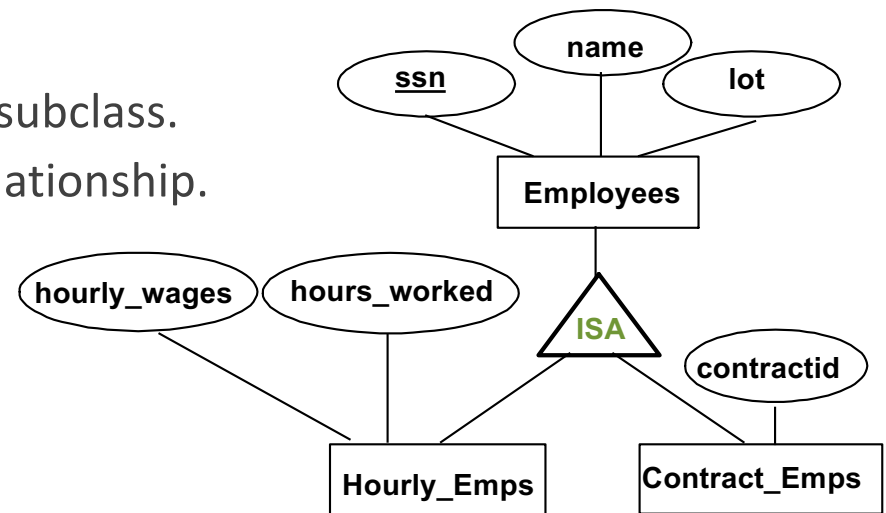 name
ssn
lot
subclass.
ationship.
Employees
hourly_wages
hours_worked
ISA
contractid
Hourly_Emps
Contract_Emps